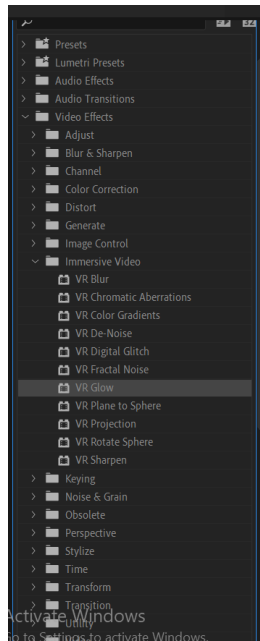 Presets
Lumetri Presets
Audio Effects
Audio Transitions
Video Effects
Adjust
Blur & Sharpen
Channel
Color Correction
Distort
Generate
Image Control
Immersive Video
VR Blur
VR Chromatic Aberrations
VR Color Gradients
VR De-Noise
VR Digital Glitch
VR Fractal Noise
VR Glow
VR Plane to Sphere
VR Projection
VR Rotate Sphere
VR Sharpen
Keying
Noise & Grain
Obsolete
Perspective
Stylize
Time
Transform
Transition
Activate Windows
Utility
Go to Settings to activate Windows.